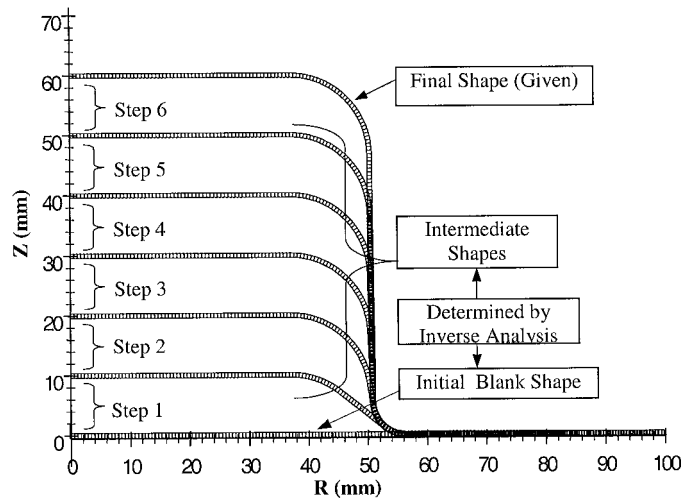 70
60
50
40
30
20
10
0
Z (mm)
Step 6
Step 5
Step 4
Step 3
Step 2
Step 1
Final Shape (Given)
Intermediate
Shapes
Determined by
Inverse Analysis
Initial Blank Shape
0 10 20 30 40 50 60 70 80 90 100
R (mm)